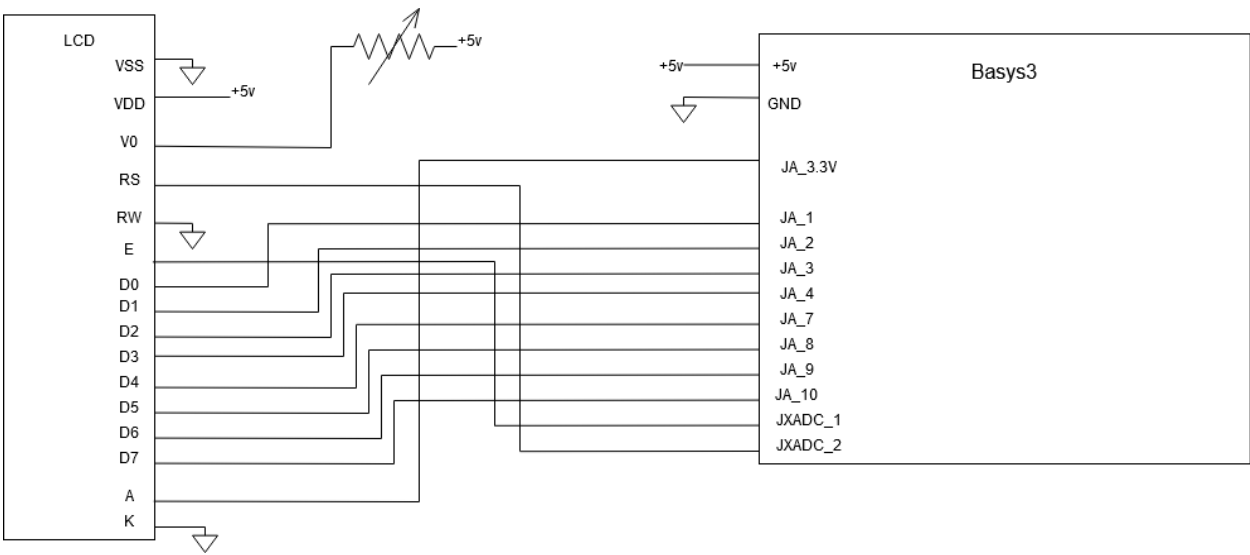 LCD
VSS
VDD
+5v
V0
RS
RW
E
D0
D1
D2
D3
D4
D5
D6
D7
A
K
+5v
+5v
+5v
Basys3
GND
JA_3.3V
JA_1
JA_2
JA_3
JA_4
JA_7
JA_8
JA_9
JA_10
JXADC_1
JXADC_2